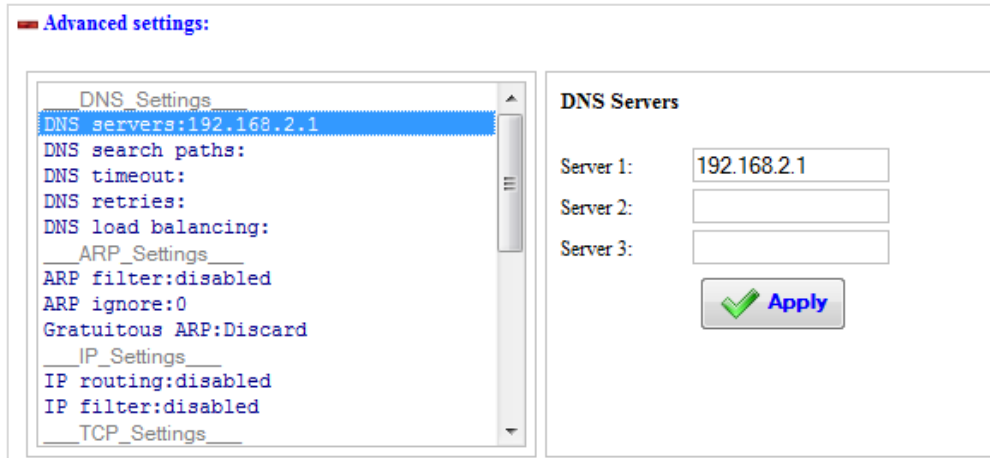 Advanced settings:
___DNS_Settings___
DNS servers:192.168.2.1
DNS search paths:
DNS timeout:
DNS retries:
DNS load balancing:
___ARP_Settings___
ARP filter:disabled
ARP ignore:0
Gratuitous ARP:Discard
___IP_Settings___
IP routing:disabled
IP filter:disabled
___TCP_Settings___
DNS Servers
Server 1: 192.168.2.1
Server 2:
Server 3:
Apply